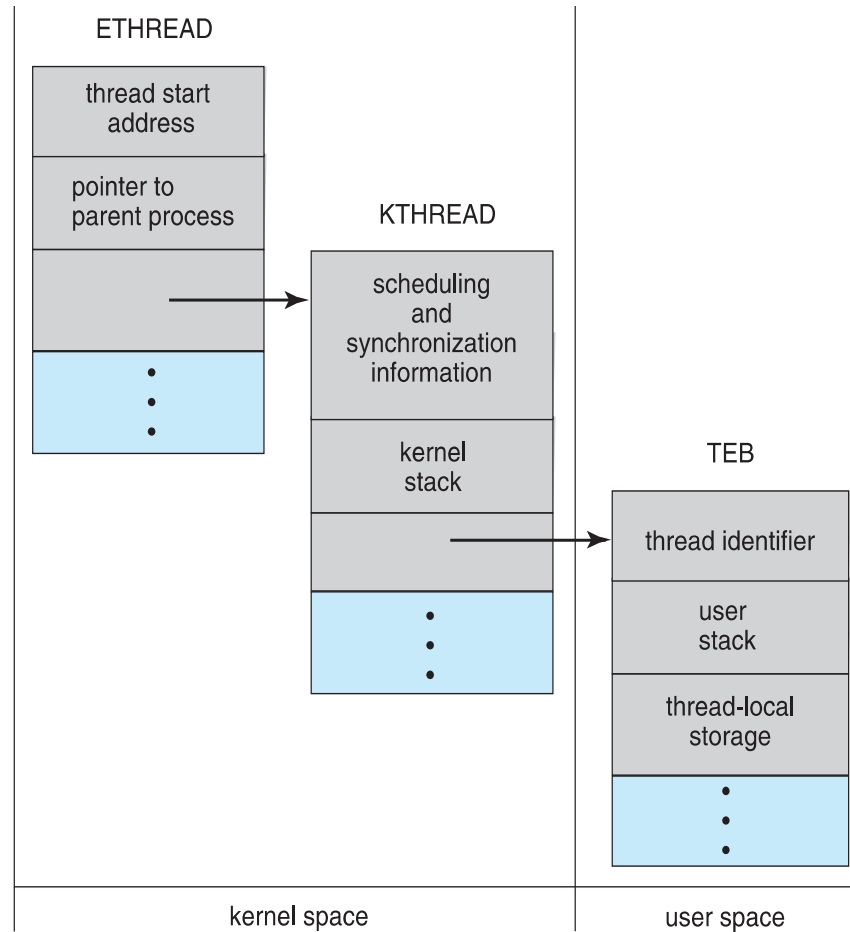 ETHREAD
thread start
address
pointer to
parent process
KTHREAD
scheduling
and
synchronization
information
kernel
stack
TEB
thread identifier
user
stack
thread-local
storage
kernel space
user space